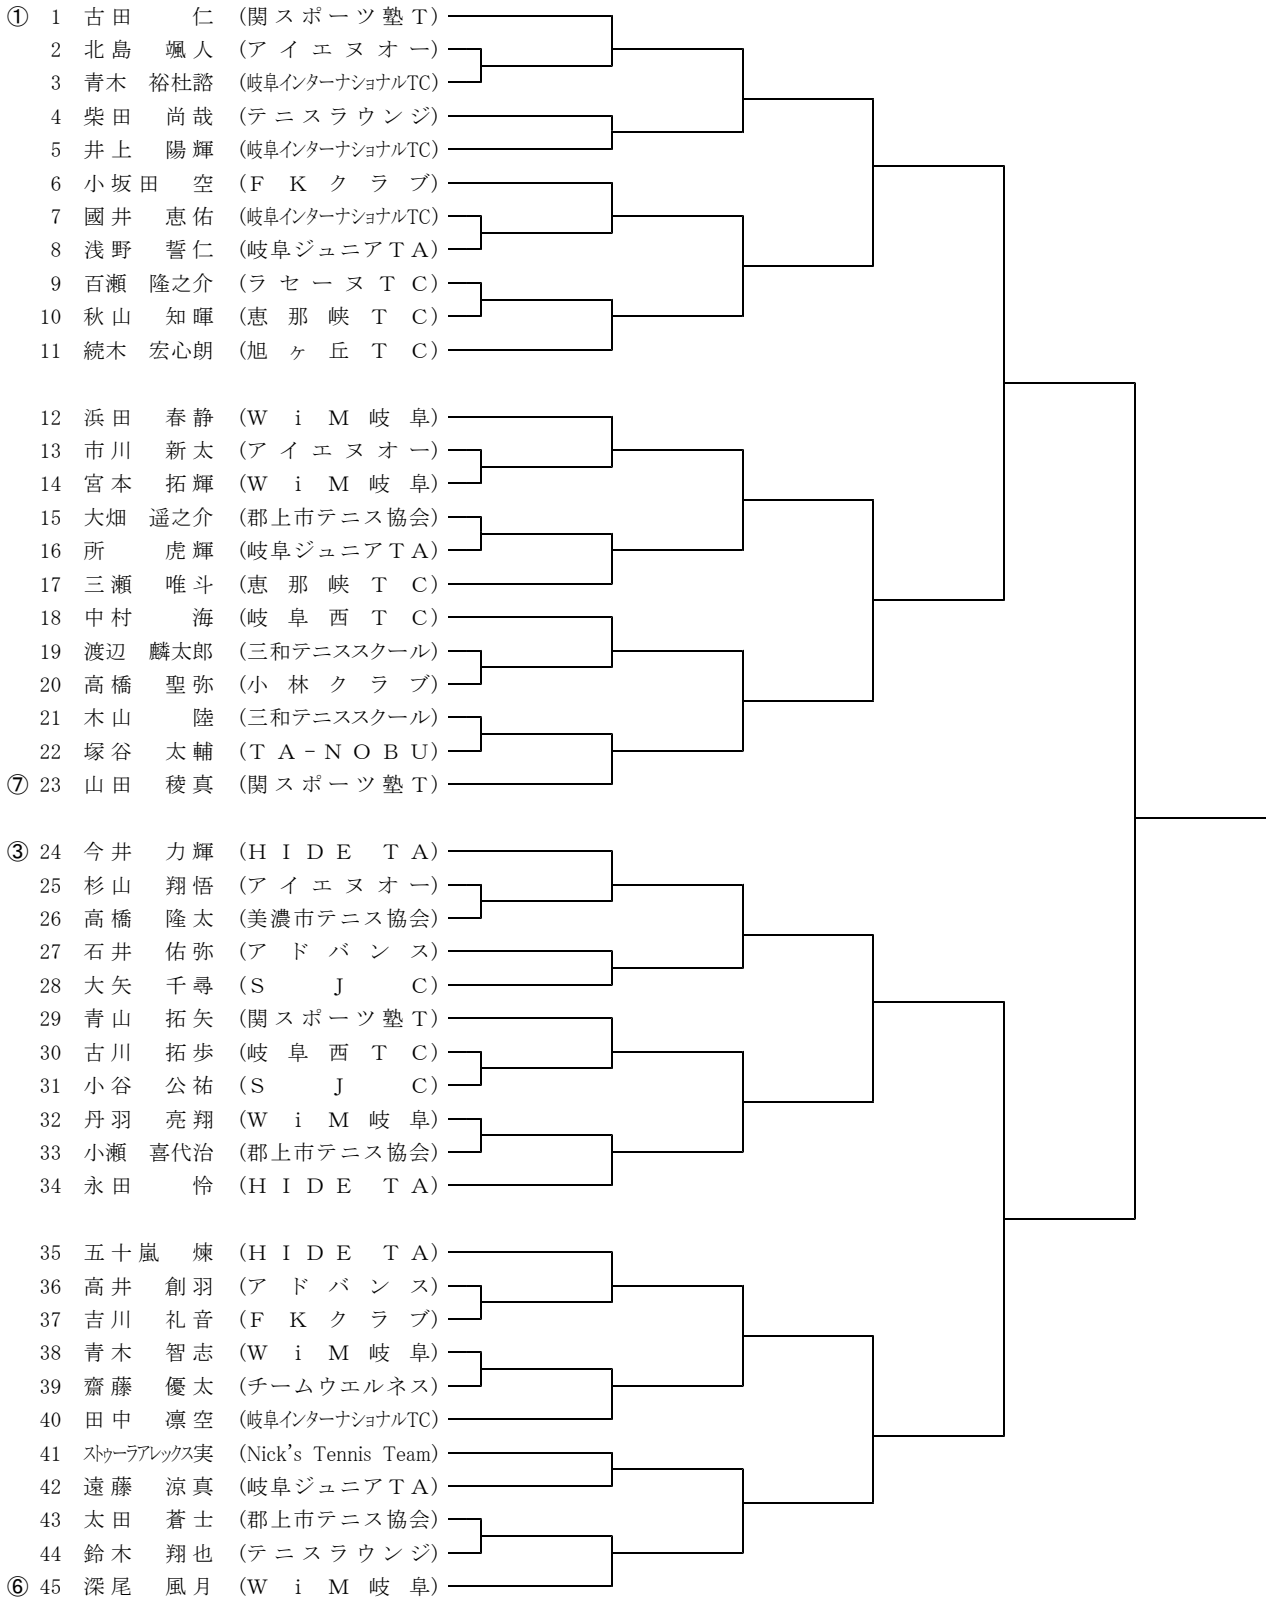 ① 1 古田 仁 (関スポーツ塾T)
2 北島 颯人 (アイエヌオー)
3 青木 裕杜諮 (岐阜インターナショナルTC)
4 柴田 尚哉 (テニスラウンジ)
5 井上 陽輝 (岐阜インターナショナルTC)
6 小坂田 空 (FKクラブ)
7 國井 恵佑 (岐阜インターナショナルTC)
8 浅野 誓仁 (岐阜ジュニアTA)
9 百瀬 隆之介 (ラセーヌTC)
10 秋山 知暉 (恵那峡TC)
11 続木 宏心朗 (旭ヶ丘TC)
12 浜田 春静 (WiM岐阜)
13 市川 新太 (アイエヌオー)
14 宮本 拓輝 (WiM岐阜)
15 大畑 遥之介 (郡上市テニス協会)
16 所 虎輝 (岐阜ジュニアTA)
17 三瀬 唯斗 (恵那峡TC)
18 中村 海 (岐阜西TC)
19 渡辺 麟太郎 (三和テニススクール)
20 高橋 聖弥 (小林クラブ)
21 木山 陸 (三和テニススクール)
22 塚谷 太輔 (TA-NOBU)
⑦ 23 山田 稜真 (関スポーツ塾T)
③ 24 今井 力輝 (HIDE TA)
25 杉山 翔悟 (アイエヌオー)
26 高橋 隆太 (美濃市テニス協会)
27 石井 佑弥 (アドバンス)
28 大矢 千尋 (SJC)
29 青山 拓矢 (関スポーツ塾T)
30 古川 拓歩 (岐阜西TC)
31 小谷 公祐 (SJC)
32 丹羽 亮翔 (WiM岐阜)
33 小瀬 喜代治 (郡上市テニス協会)
34 永田 怜 (HIDE TA)
35 五十嵐 煉 (HIDE TA)
36 高井 創羽 (アドバンス)
37 吉川 礼音 (FKクラブ)
38 青木 智志 (WiM岐阜)
39 齋藤 優太 (チームウエルネス)
40 田中 凛空 (岐阜インターナショナルTC)
41 ストゥーラアレックス実 (Nick's Tennis Team)
42 遠藤 涼真 (岐阜ジュニアTA)
43 太田 蒼士 (郡上市テニス協会)
44 鈴木 翔也 (テニスラウンジ)
⑥ 45 深尾 風月 (WiM岐阜)